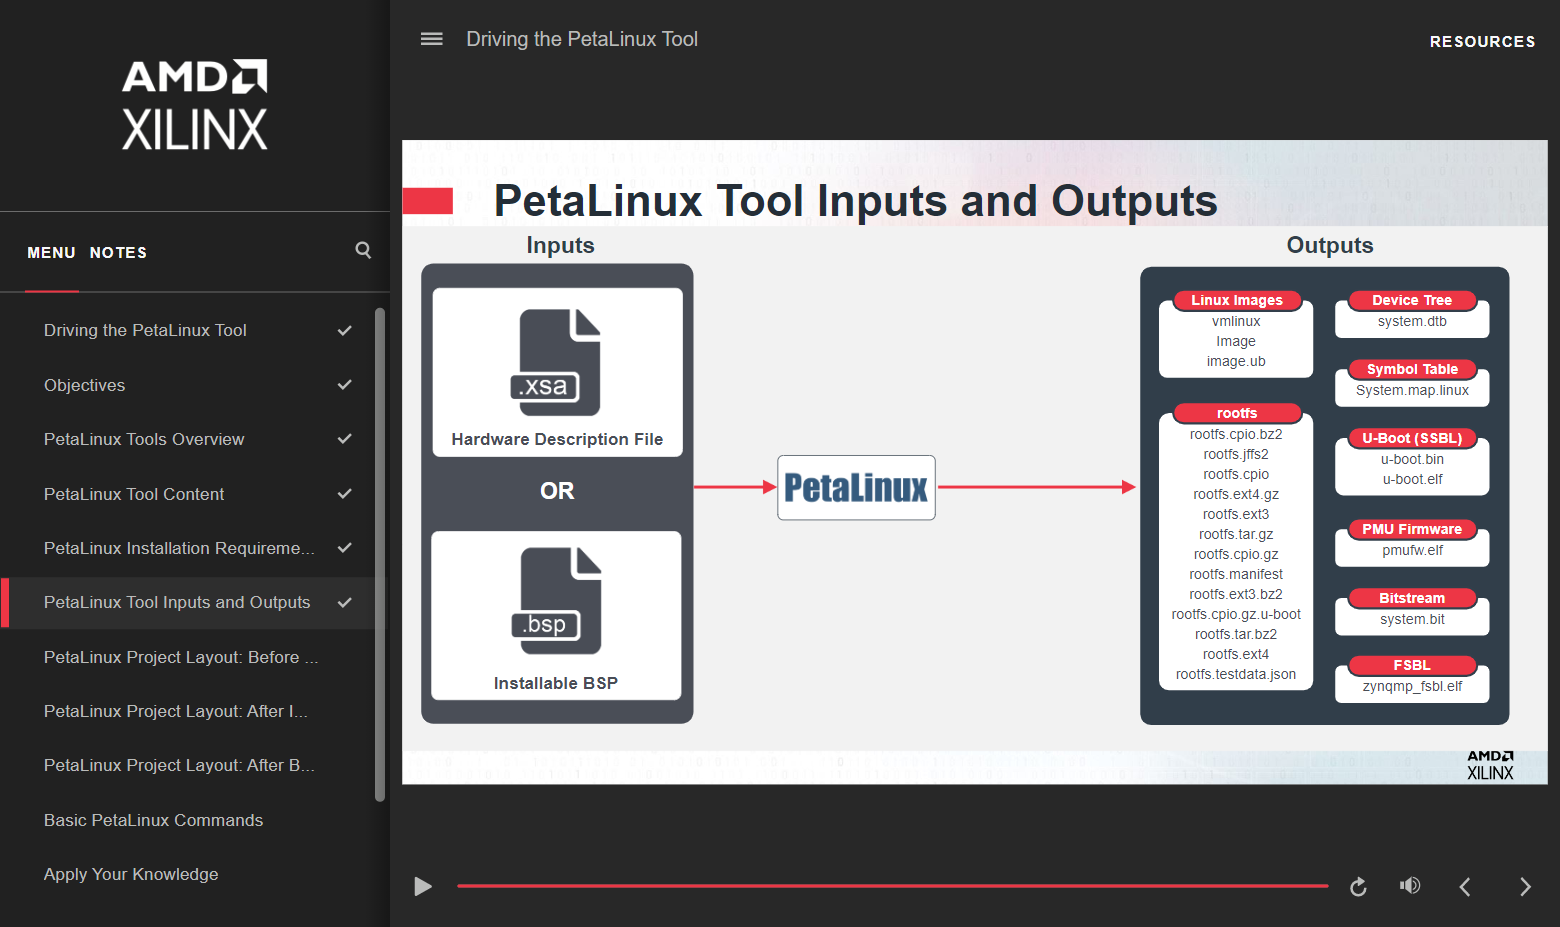 AMD
XILINX
MENU NOTES
Driving the PetaLinux Tool
Objectives
PetaLinux Tools Overview
PetaLinux Tool Content
PetaLinux Installation Requireme...
PetaLinux Tool Inputs and Outputs
PetaLinux Project Layout: Before ...
PetaLinux Project Layout: After I...
PetaLinux Project Layout: After B...
Basic PetaLinux Commands
Apply Your Knowledge
Driving the PetaLinux Tool
RESOURCES
PetaLinux Tool Inputs and Outputs
Inputs
.xsa
Hardware Description File
OR
.bsp
Installable BSP
PetaLinux
Outputs
Linux Images
vmlinux
Image
image.ub
rootfs
rootfs.cpio.bz2
rootfs.jffs2
rootfs.cpio
rootfs.ext4.gz
rootfs.ext3
rootfs.tar.gz
rootfs.cpio.gz
rootfs.manifest
rootfs.ext3.bz2
rootfs.cpio.gz.u-boot
rootfs.tar.bz2
rootfs.ext4
rootfs.testdata.json
Device Tree
system.dtb
Symbol Table
System.map.linux
U-Boot (SSBL)
u-boot.bin
u-boot.elf
PMU Firmware
pmufw.elf
Bitstream
system.bit
FSBL
zynqmp_fsbl.elf
AMD
XILINX